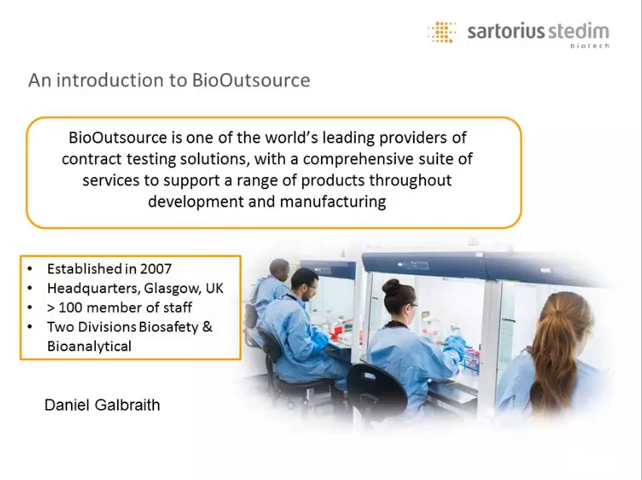 sartorius stedim
biotech
An introduction to BioOutsource
BioOutsource is one of the world's leading providers of
contract testing solutions, with a comprehensive suite of
services to support a range of products throughout
development and manufacturing
• Established in 2007
• Headquarters, Glasgow, UK
• > 100 member of staff
• Two Divisions Biosafety &
Bioanalytical
Daniel Galbraith